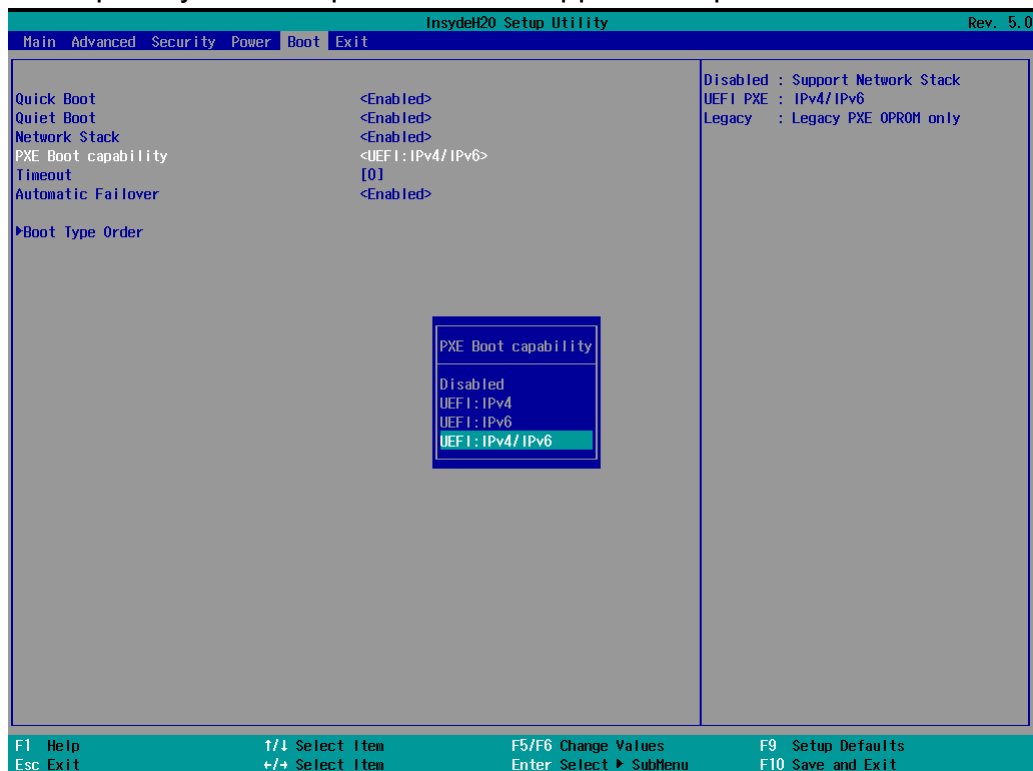 InsydeH2O Setup Utility Rev. 5.0
Main Advanced Security Power Boot Exit
Quick Boot <Enabled>
Quiet Boot <Enabled>
Network Stack <Enabled>
PXE Boot capability <UEFI:IPv4/IPv6>
Timeout [0]
Automatic Failover <Enabled>
▶Boot Type Order
Disabled : Support Network Stack
UEFI PXE : IPv4/IPv6
Legacy : Legacy PXE OPROM only
PXE Boot capability
Disabled
UEFI:IPv4
UEFI:IPv6
UEFI:IPv4/IPv6
F1 Help ↑/↓ Select Item F5/F6 Change Values F9 Setup Defaults
Esc Exit ←/→ Select Item Enter Select ▶ SubMenu F10 Save and Exit